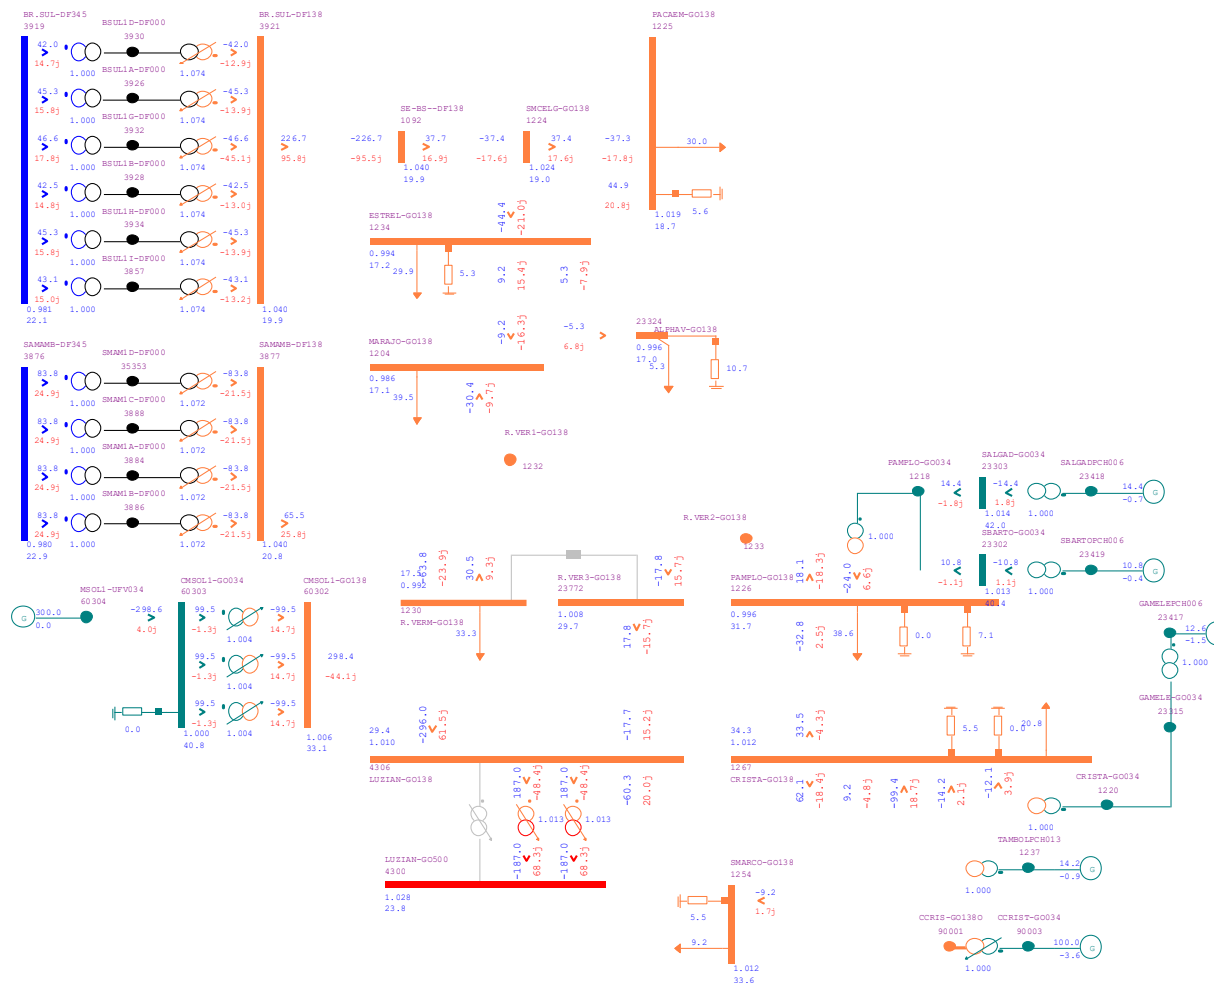 BR.SUL-DF345
3919
BSUL1D-DF000
3930
BR.SUL-DF138
3921
42.0
14.7j
1.000
1.074
-42.0
-12.9j
BSUL1A-DF000
3926
45.3
15.8j
1.000
1.074
-45.3
-13.9j
BSUL1G-DF000
3932
46.6
17.8j
1.000
1.074
-46.6
-45.1j
BSUL1B-DF000
3928
42.5
14.8j
1.000
1.074
-42.5
-13.0j
BSUL1H-DF000
3934
45.3
15.8j
1.000
1.074
-45.3
-13.9j
BSUL1I-DF000
3857
43.1
15.0j
1.000
1.074
-43.1
-13.2j
0.981
22.1
1.040
19.9
226.7
95.8j
-226.7
-95.5j
SE-BS--DF138
1092
37.7
16.9j
1.040
19.9
-37.4
-17.6j
SMCELG-GO138
1224
37.4
17.6j
1.024
19.0
-37.3
-17.8j
PACAEM-GO138
1225
30.0
44.9
20.8j
5.6
1.019
18.7
ESTREL-GO138
1234
-44.4
-21.0j
0.994
17.2
29.9
5.3
9.2
15.4j
5.3
-7.9j
MARAJO-GO138
1204
-9.2
-16.3j
0.986
17.1
39.5
-30.4
-9.7j
-5.3
6.8j
23324
ALPHAV-GO138
0.996
17.0
5.3
10.7
SAMAMB-DF345
3876
SMAM1D-DF000
35353
SAMAMB-DF138
3877
83.8
24.9j
1.000
1.072
-83.8
-21.5j
SMAM1C-DF000
3888
83.8
24.9j
1.000
1.072
-83.8
-21.5j
SMAM1A-DF000
3884
83.8
24.9j
1.000
1.072
-83.8
-21.5j
SMAM1B-DF000
3886
83.8
24.9j
1.000
1.072
-83.8
-21.5j
0.980
22.9
1.040
20.8
65.5
25.8j
R.VER1-GO138
1232
R.VER2-GO138
1233
-23.9j
30.5
9.3j
0.992
1230
R.VERM-GO138
33.3
R.VER3-GO138
23772
-17.8
15.7j
1.008
29.7
17.8
-15.7j
PAMPLO-GO034
1218
1.000
14.4
-1.8j
SALGAD-GO034
23303
-14.4
1.8j
1.014
42.0
1.000
SALGADPCH006
23418
14.4
-0.7
G
10.8
-1.1j
SBARTO-GO034
23302
-10.8
1.1j
1.013
40.4
1.000
SBARTOPCH006
23419
10.8
-0.4
G
18.1
-18.3j
-24.0
6.6j
PAMPLO-GO138
1226
0.996
31.7
-32.8
2.5j
38.6
0.0
7.1
GAMELEPCH006
23417
12.6
-1.5
1.000
GAMELE-GO034
23315
MSOL1-UFV034
60304
G
300.0
0.0
-298.6
4.0j
CMSOL1-GO034
60303
CMSOL1-GO138
60302
99.5
-1.3j
1.004
-99.5
14.7j
99.5
-1.3j
1.004
-99.5
14.7j
99.5
-1.3j
1.004
-99.5
14.7j
0.0
1.000
40.8
298.4
-44.1j
1.006
33.1
29.4
1.010
-296.0
61.5j
-17.7
15.2j
4306
LUZIAN-GO138
187.0
-48.4j
187.0
-48.4j
1.013
1.013
-187.0
68.3j
-187.0
68.3j
-60.3
20.0j
LUZIAN-GO500
4300
1.028
23.8
34.3
1.012
33.5
-4.3j
5.5
0.0
20.8
1267
CRISTA-GO138
62.1
-18.4j
9.2
-4.8j
-99.4
18.7j
-14.2
2.1j
-12.1
3.9j
CRISTA-GO034
1220
1.000
TAMBOLPCH013
1237
14.2
-0.9
G
1.000
SMARCO-GO138
1254
-9.2
1.7j
5.5
9.2
1.012
33.6
CCRIS-GO138O
90001
CCRIST-GO034
90003
100.0
-3.6
G
1.000